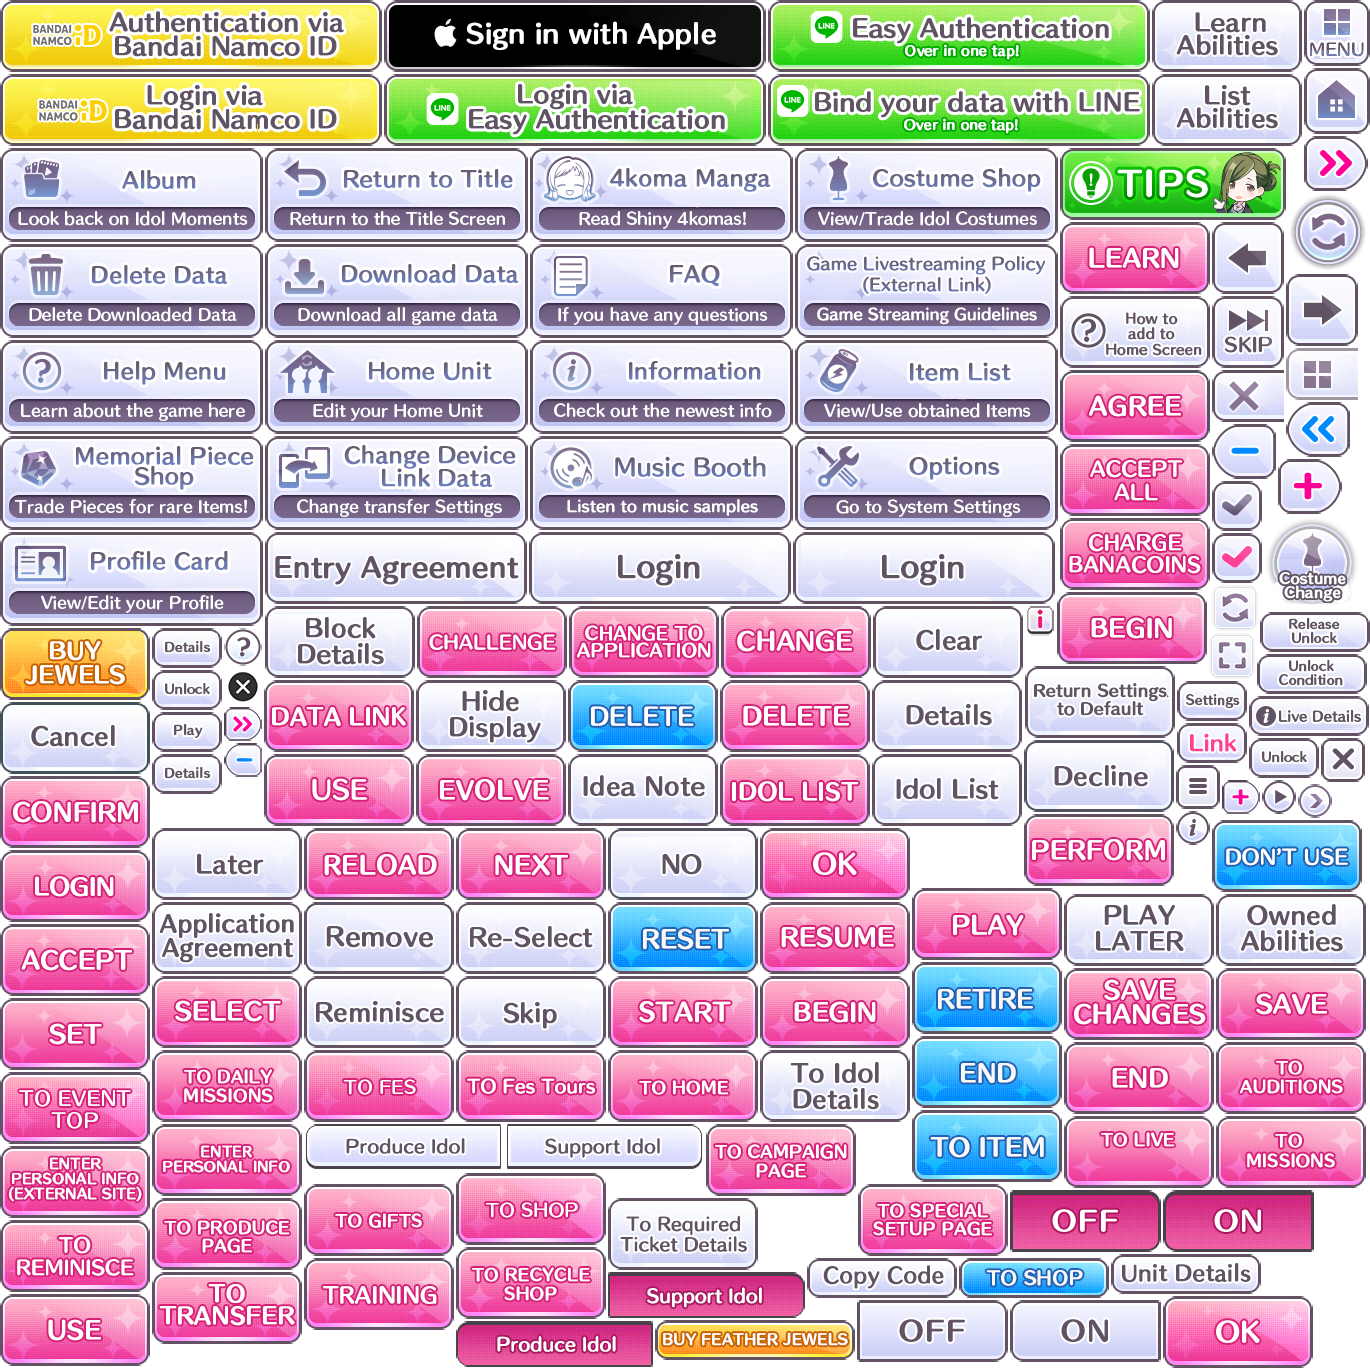 BANDAI
NAMCO iD
Authentication via
Bandai Namco ID
Sign in with Apple
LINE
Easy Authentication
Over in one tap!
Learn
Abilities
MENU
BANDAI
NAMCO iD
Login via
Bandai Namco ID
LINE
Login via
Easy Authentication
LINE
Bind your data with LINE
Over in one tap!
List
Abilities
Album
Look back on Idol Moments
Return to Title
Return to the Title Screen
4koma Manga
Read Shiny 4komas!
Costume Shop
View/Trade Idol Costumes
TIPS
Delete Data
Delete Downloaded Data
Download Data
Download all game data
FAQ
If you have any questions
Game Livestreaming Policy
(External Link)
Game Streaming Guidelines
LEARN
How to
add to
Home Screen
SKIP
Help Menu
Learn about the game here
Home Unit
Edit your Home Unit
Information
Check out the newest info
Item List
View/Use obtained Items
AGREE
Memorial Piece
Shop
Trade Pieces for rare Items!
Change Device
Link Data
Change transfer Settings
Music Booth
Listen to music samples
Options
Go to System Settings
ACCEPT
ALL
Profile Card
View/Edit your Profile
Entry Agreement
Login
Login
CHARGE
BANACOINS
Costume
Change
BUY
JEWELS
Details
Unlock
Play
Details
Block
Details
CHALLENGE
CHANGE TO
APPLICATION
CHANGE
Clear
BEGIN
Release
Unlock
Unlock
Condition
Cancel
DATA LINK
Hide
Display
DELETE
DELETE
Details
Return Settings
to Default
Settings
Live Details
Link
Unlock
CONFIRM
USE
EVOLVE
Idea Note
IDOL LIST
Idol List
Decline
LOGIN
Later
RELOAD
NEXT
NO
OK
PERFORM
DON'T USE
ACCEPT
Application
Agreement
Remove
Re-Select
RESET
RESUME
PLAY
PLAY
LATER
Owned
Abilities
SET
SELECT
Reminisce
Skip
START
BEGIN
RETIRE
SAVE
CHANGES
SAVE
TO EVENT
TOP
TO DAILY
MISSIONS
TO FES
TO Fes Tours
TO HOME
To Idol
Details
END
END
TO
AUDITIONS
ENTER
PERSONAL INFO
(EXTERNAL SITE)
ENTER
PERSONAL INFO
Produce Idol
Support Idol
TO CAMPAIGN
PAGE
TO ITEM
TO LIVE
TO
MISSIONS
TO
REMINISCE
TO PRODUCE
PAGE
TO GIFTS
TO SHOP
To Required
Ticket Details
TO SPECIAL
SETUP PAGE
OFF
ON
USE
TO
TRANSFER
TRAINING
TO RECYCLE
SHOP
Support Idol
Copy Code
TO SHOP
Unit Details
Produce Idol
BUY FEATHER JEWELS
OFF
ON
OK